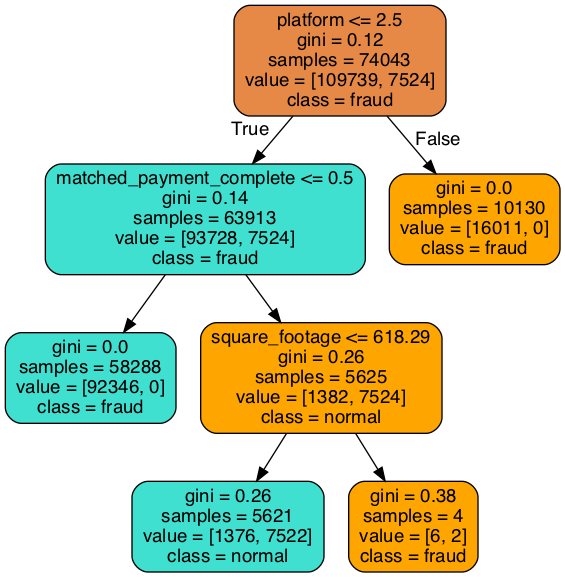 platform <= 2.5
gini = 0.12
samples = 74043
value = [109739, 7524]
class = fraud
True
False
matched_payment_complete <= 0.5
gini = 0.14
samples = 63913
value = [93728, 7524]
class = fraud
gini = 0.0
samples = 10130
value = [16011, 0]
class = fraud
gini = 0.0
samples = 58288
value = [92346, 0]
class = fraud
square_footage <= 618.29
gini = 0.26
samples = 5625
value = [1382, 7524]
class = normal
gini = 0.26
samples = 5621
value = [1376, 7522]
class = normal
gini = 0.38
samples = 4
value = [6, 2]
class = fraud